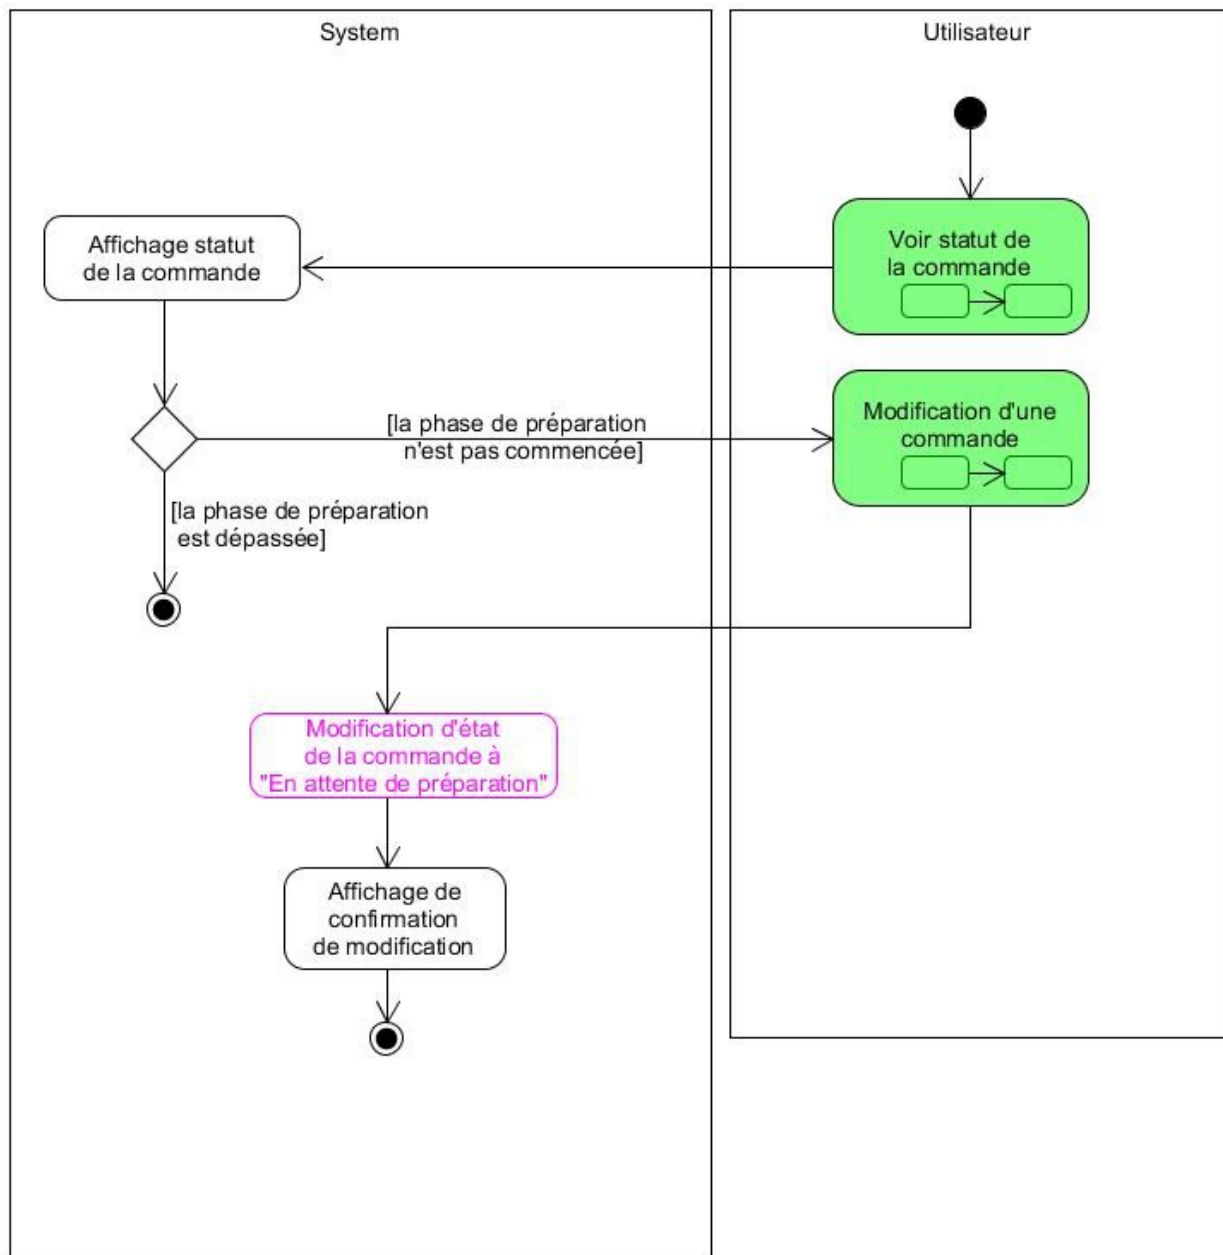 System
Utilisateur
Affichage statut
de la commande
Voir statut de
la commande
[la phase de préparation
n'est pas commencée]
Modification d'une
commande
[la phase de préparation
est dépassée]
Modification d'état
de la commande à
"En attente de préparation"
Affichage de
confirmation
de modification